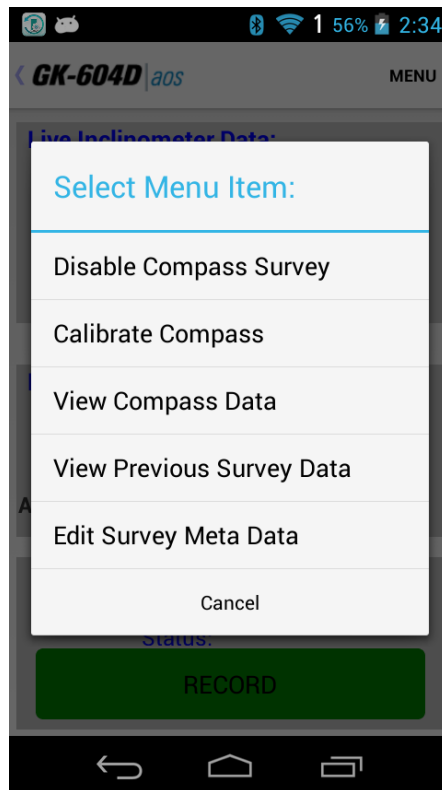 1 56% 2:34
GK-604D aos
MENU
Live Inclinometer Data:
Select Menu Item:
Disable Compass Survey
Calibrate Compass
View Compass Data
View Previous Survey Data
Edit Survey Meta Data
Cancel
Status:
RECORD